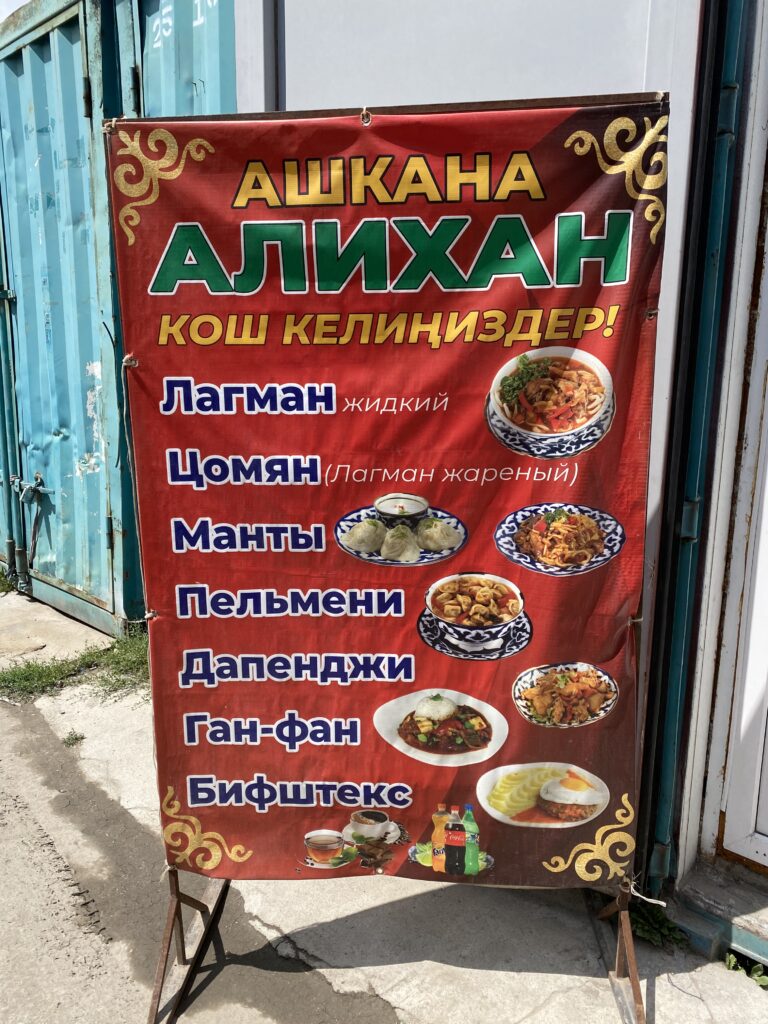 АШКАНА
АЛИХАН
КОШ КЕЛИҢИЗДЕР!
Лагман жидкий
Цомян (Лагман жареный)
Манты
Пельмени
Дапенджи
Ган-фан
Бифштекс